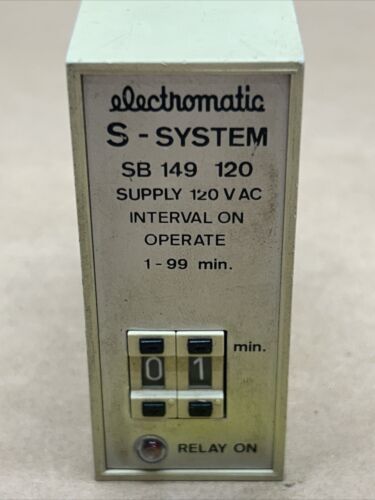 electromatic
S - SYSTEM
SB 149 120
SUPPLY 120 V AC
INTERVAL ON
OPERATE
1 - 99 min.
0 1 min.
RELAY ON